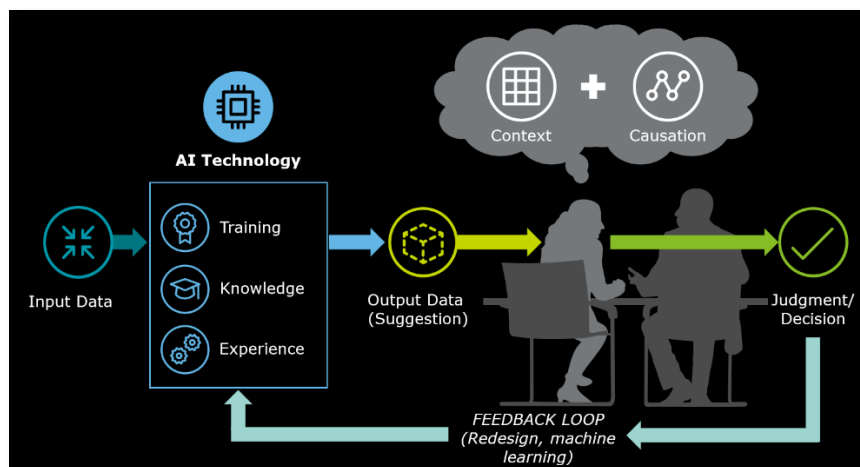 Context
Causation
AI Technology
Training
Knowledge
Experience
Input Data
Output Data
(Suggestion)
Judgment/
Decision
FEEDBACK LOOP
(Redesign, machine
learning)